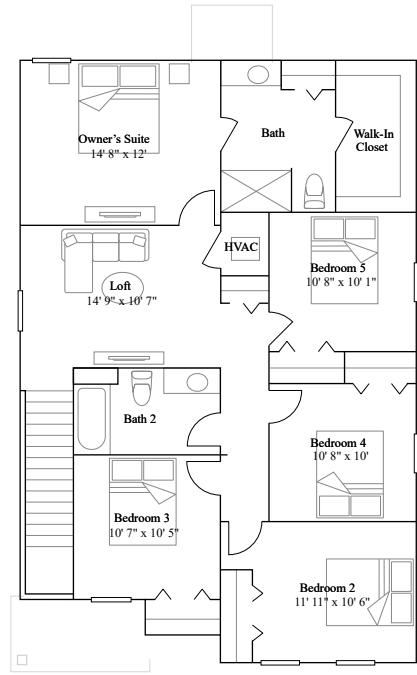 Owner's Suite
14' 8" x 12'
Bath
Walk-In
Closet
HVAC
Loft
14' 9" x 10' 7"
Bedroom 5
10' 8" x 10' 1"
Bath 2
Bedroom 4
10' 8" x 10'
Bedroom 3
10' 7" x 10' 5"
Bedroom 2
11' 11" x 10' 6"